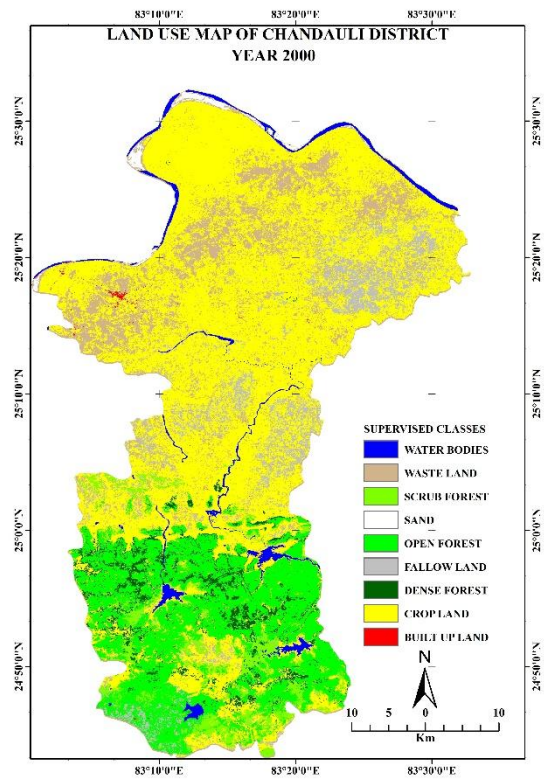 83°10'0"N 83°20'0"N 83°30'0"N
LAND USE MAP OF CHANDAULI DISTRICT
YEAR 2000
25°30'0"N 25°30'0"N
25°20'0"N 25°20'0"N
25°10'0"N 25°10'0"N
SUPERVISED CLASSES
WATER BODIES
WASTE LAND
SCRUB FOREST
SAND
OPEN FOREST
FALLOW LAND
DENSE FOREST
CROP LAND
BUILT UP LAND
25°0'0"N 25°0'0"N
24°50'0"N 24°50'0"N
N
10 5 0 10
Km
83°10'0"N 83°20'0"N 83°30'0"N